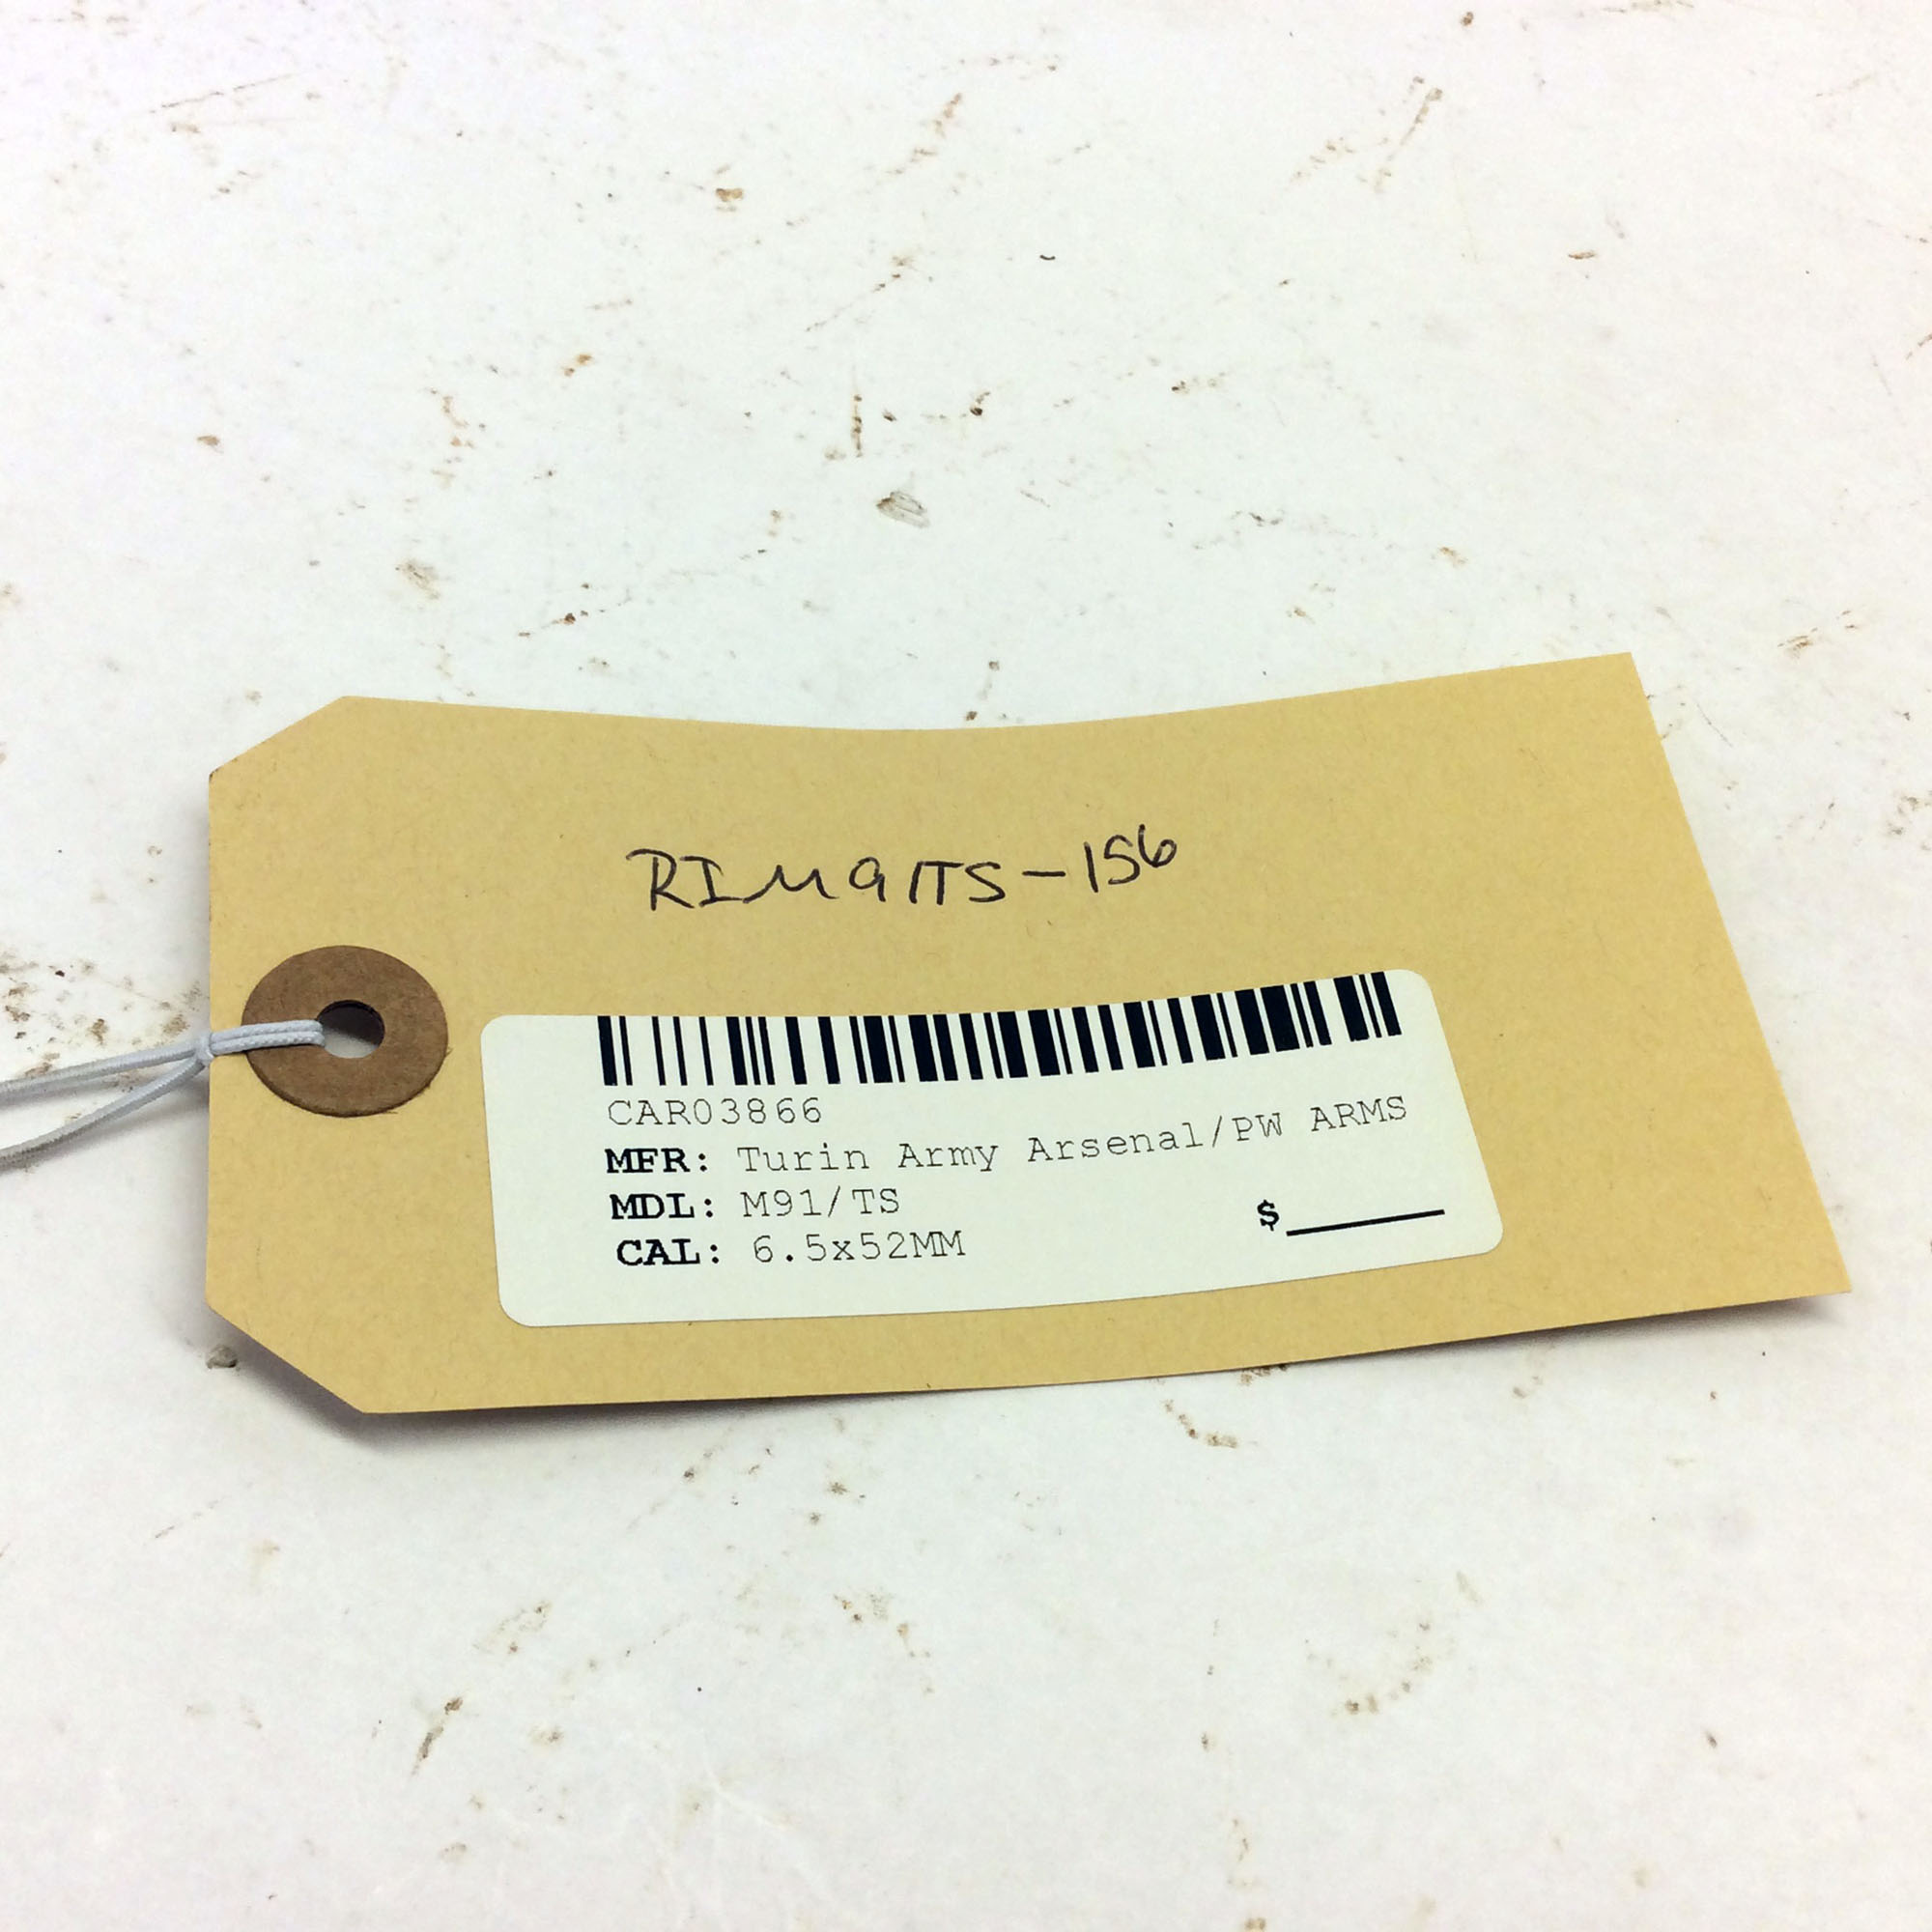 RIM91TS-156
CAR03866
MFR: Turin Army Arsenal/PW ARMS
MDL: M91/TS
$
CAL: 6.5x52MM